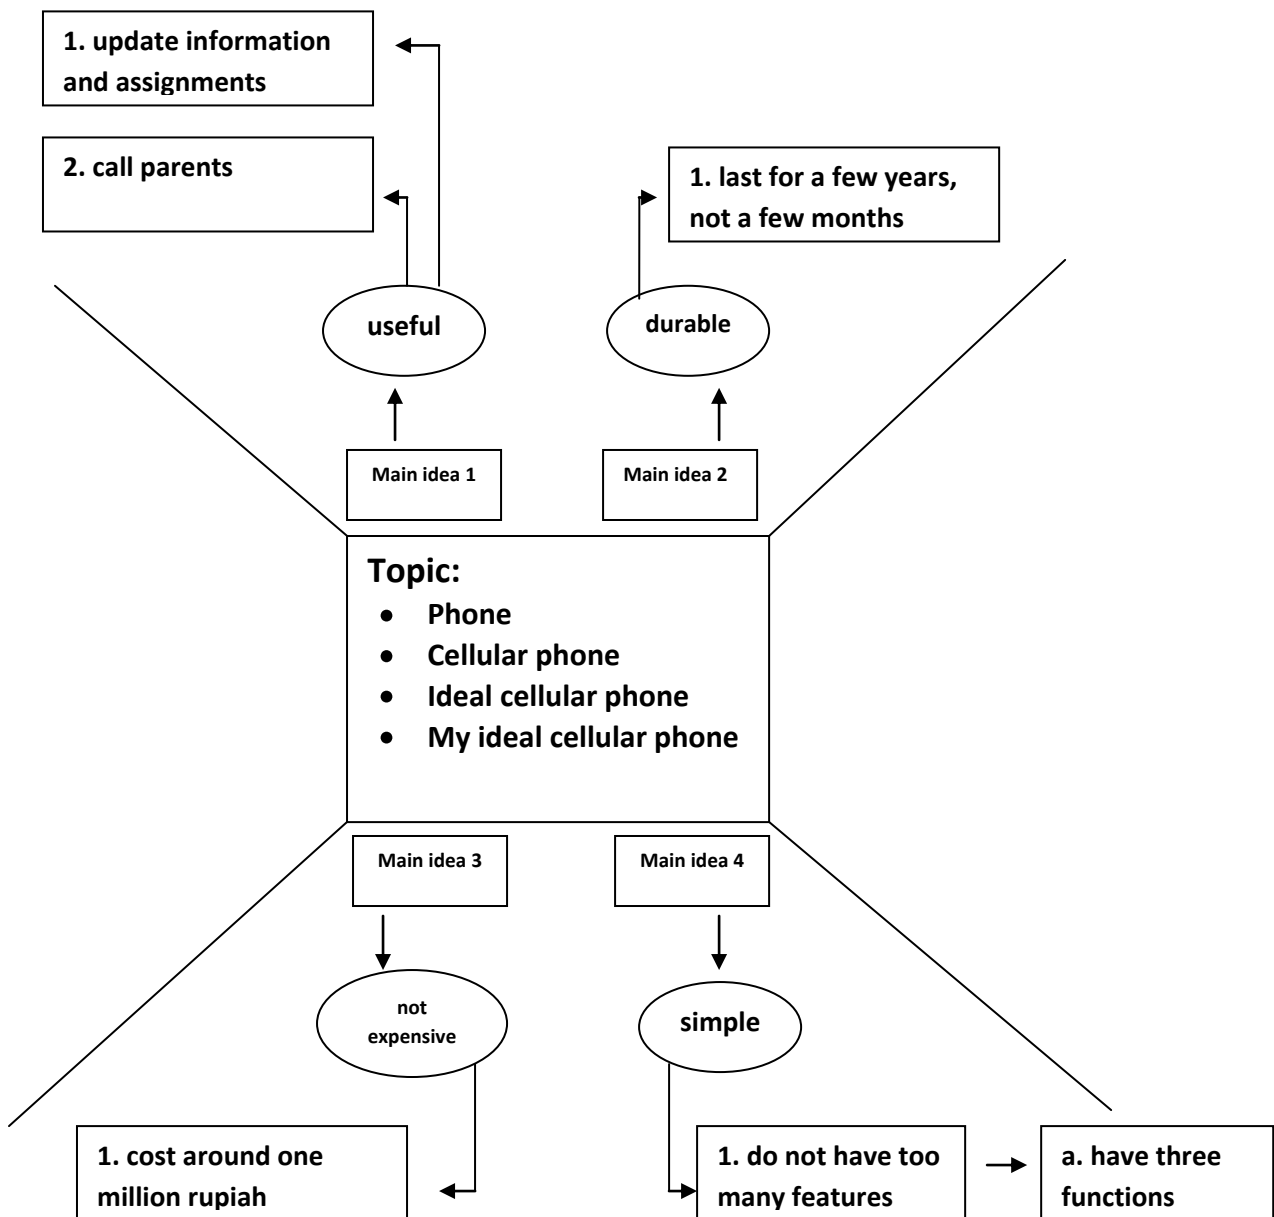 1. update information
and assignments
2. call parents
1. last for a few years,
not a few months
useful
durable
Main idea 1
Main idea 2
Topic:
• Phone
• Cellular phone
• Ideal cellular phone
• My ideal cellular phone
Main idea 3
Main idea 4
not
expensive
simple
1. cost around one
million rupiah
1. do not have too
many features
a. have three
functions